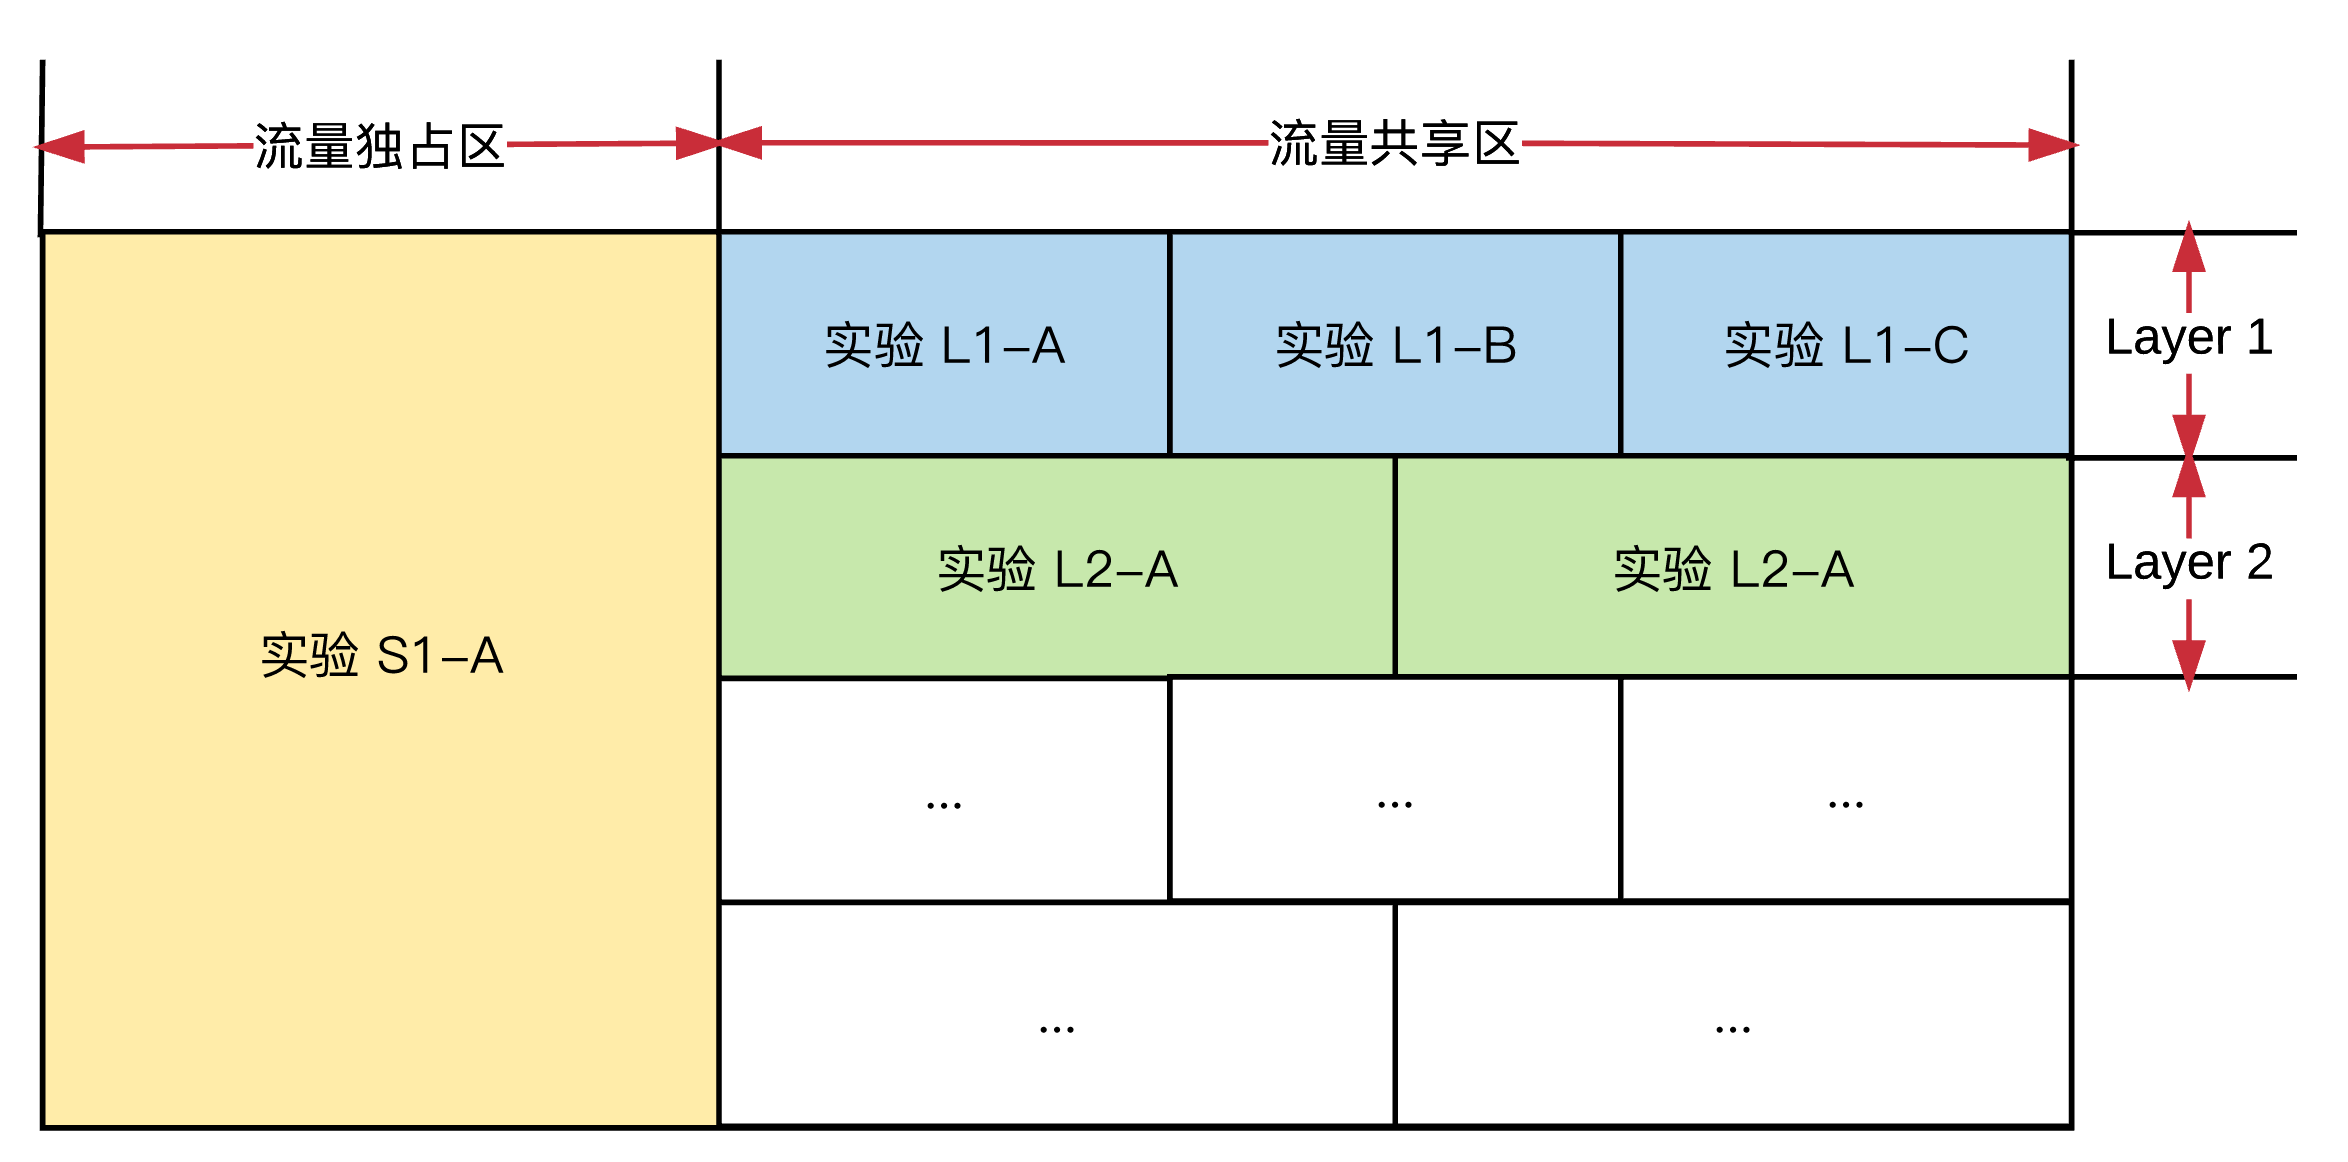 流量独占区
流量共享区
实验 L1-A
实验 L1-B
实验 L1-C
Layer 1
实验 L2-A
实验 L2-A
Layer 2
实验 S1-A
...
...
...
...
...